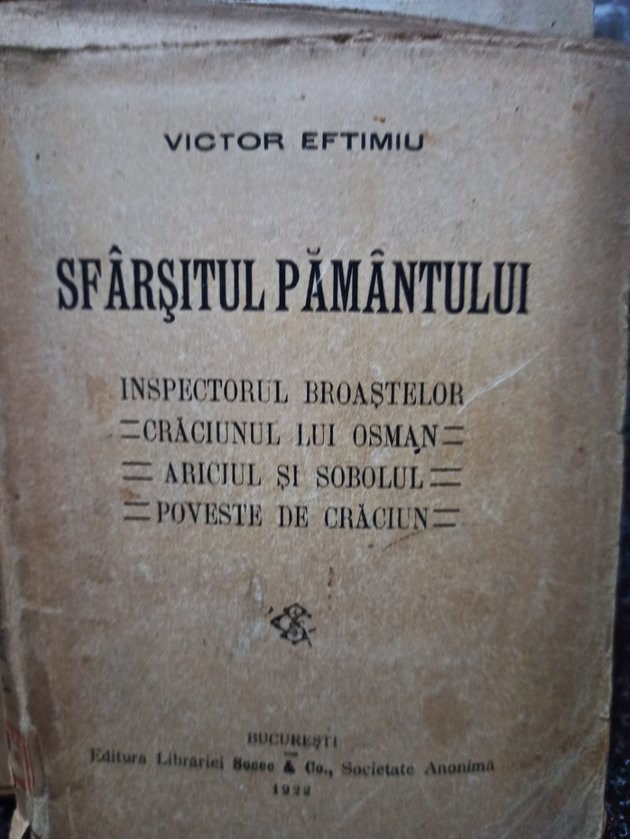 VICTOR EFTIMIU
SFÂRŞITUL PĂMÂNTULUI
INSPECTORUL BROAŞTELOR
CRĂCIUNUL LUI OSMAN
ARICIUL ŞI SOBOLUL
POVESTE DE CRĂCIUN
BUCUREŞTI
Editura Librăriei Socec & Co., Societate Anonimă
1922